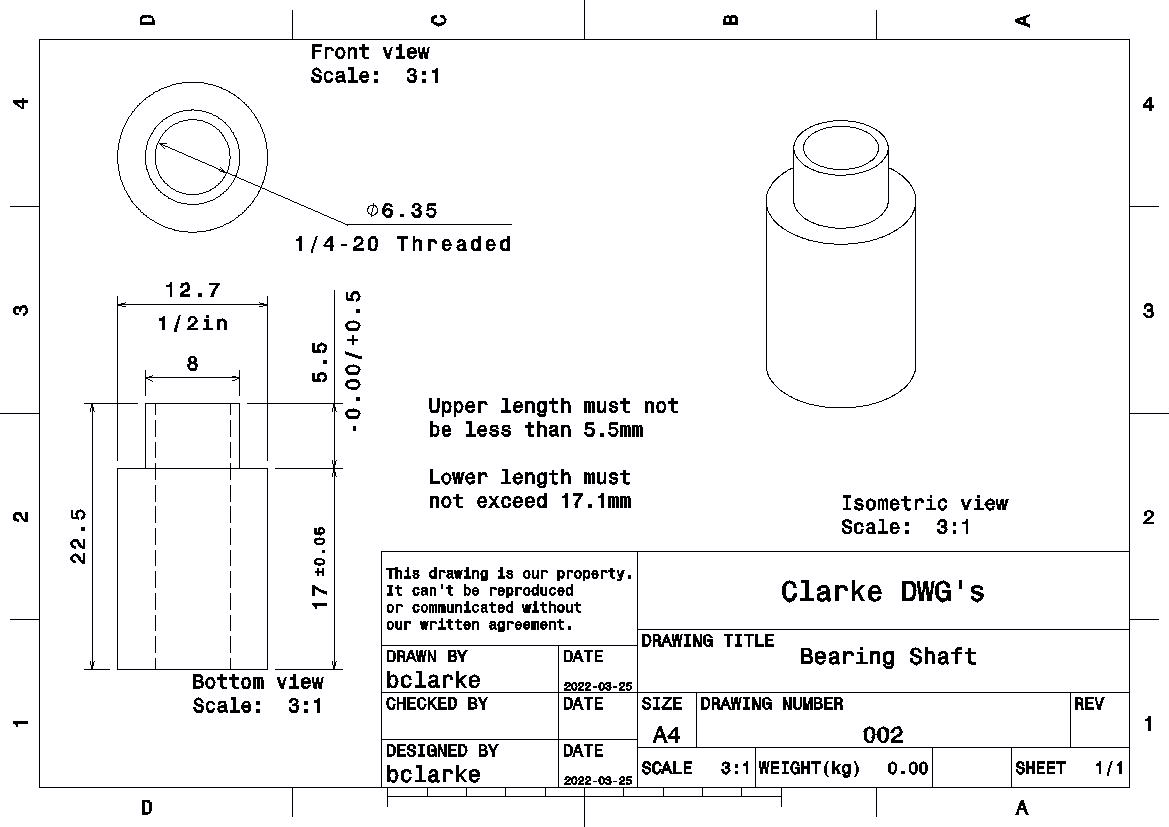 D C B A
Front view
Scale: 3:1
4 4
Ø6.35
1/4-20 Threaded
12.7
1/2in
8
5.5
-0.00/+0.5
3 3
Upper length must not
be less than 5.5mm
Lower length must
not exceed 17.1mm
22.5
17 ±0.05
2 2
Isometric view
Scale: 3:1
Bottom view
Scale: 3:1
This drawing is our property.
It can't be reproduced
or communicated without
our written agreement.
Clarke DWG's
DRAWING TITLE
Bearing Shaft
DRAWN BY DATE
bclarke 2022-03-25
CHECKED BY DATE
SIZE DRAWING NUMBER REV
A4 002
1 1
DESIGNED BY DATE
bclarke 2022-03-25
SCALE 3:1 WEIGHT(kg) 0.00 SHEET 1/1
D A